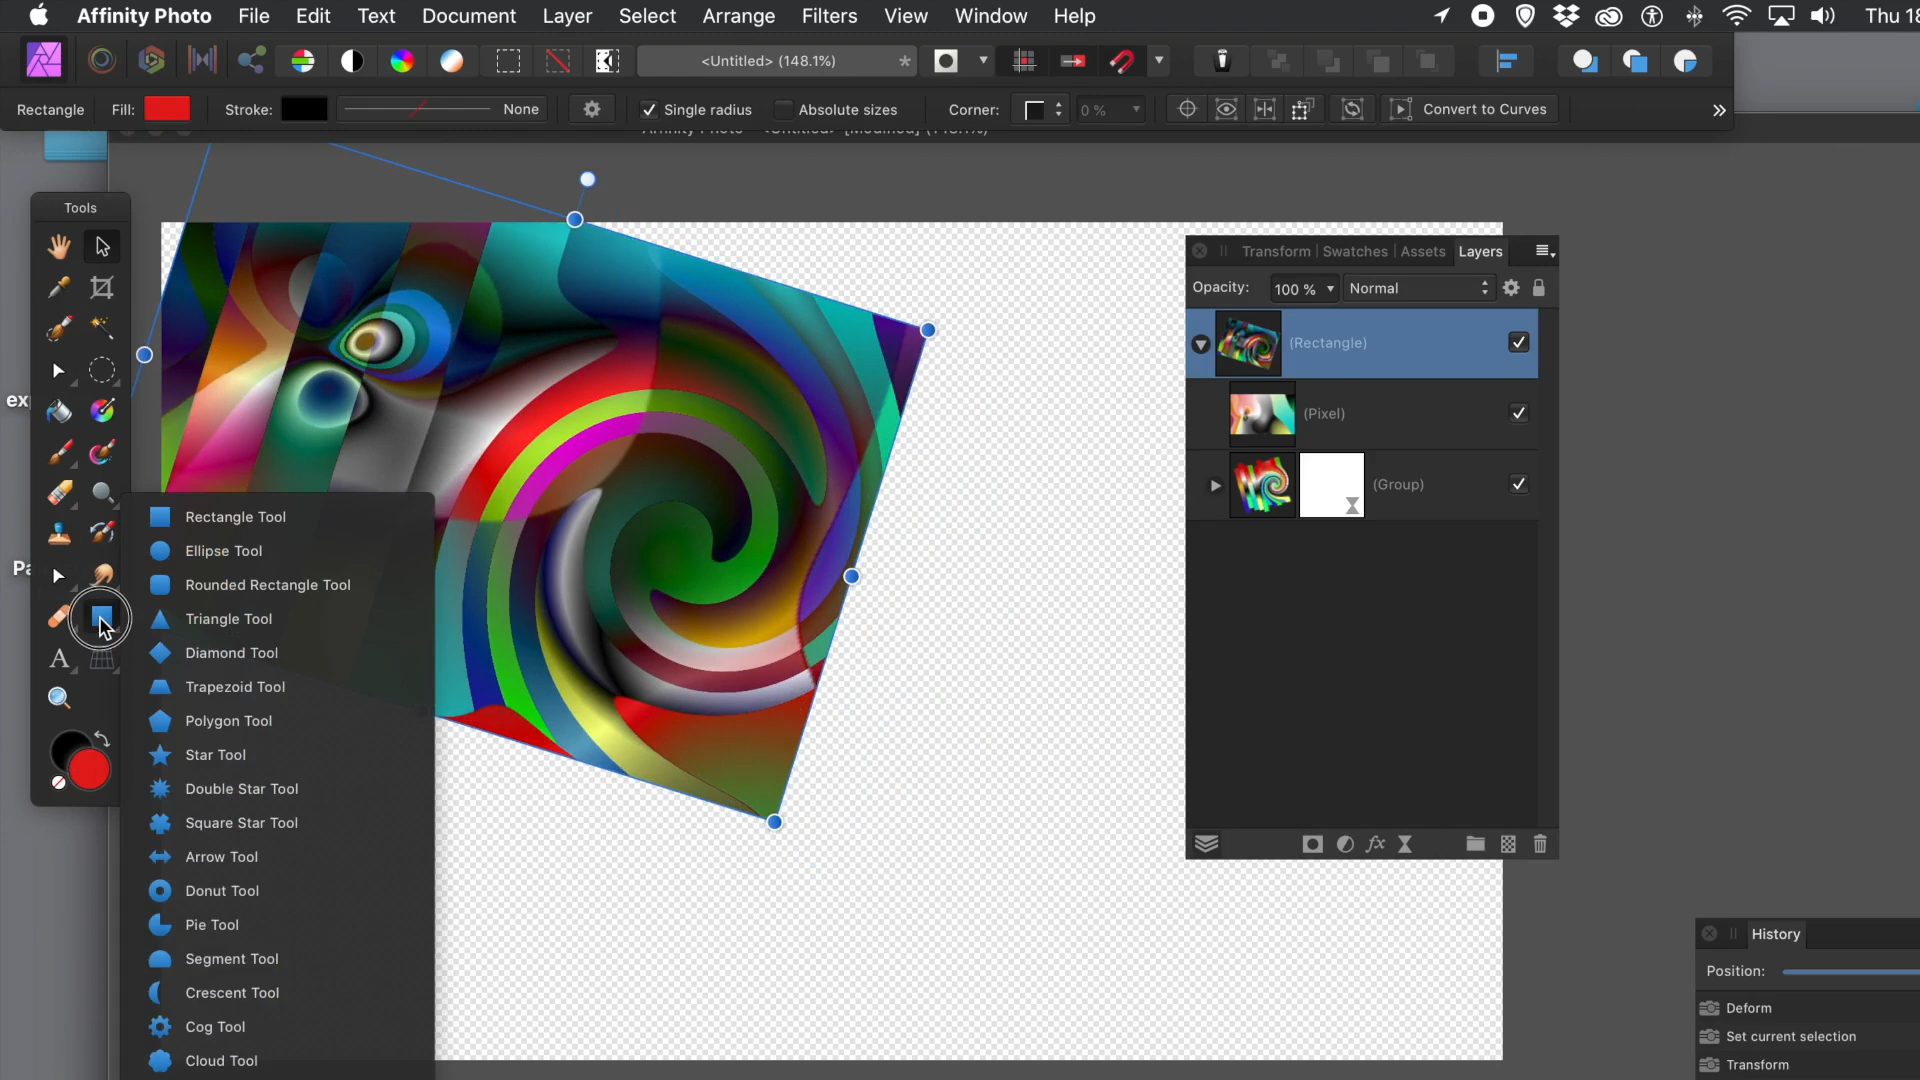 Affinity Photo File Edit Text Document Layer Select Arrange Filters View Window Help Thu 18
<Untitled> (148.1%) *
Rectangle Fill: Stroke: None Single radius Absolute sizes Corner: 0 % Convert to Curves
Tools
Transform Swatches Assets Layers
Opacity: 100 % Normal
(Rectangle)
(Pixel)
(Group)
Rectangle Tool
Ellipse Tool
Rounded Rectangle Tool
Triangle Tool
Diamond Tool
Trapezoid Tool
Polygon Tool
Star Tool
Double Star Tool
Square Star Tool
Arrow Tool
Donut Tool
Pie Tool
Segment Tool
Crescent Tool
Cog Tool
Cloud Tool
History
Position:
Deform
Set current selection
Transform